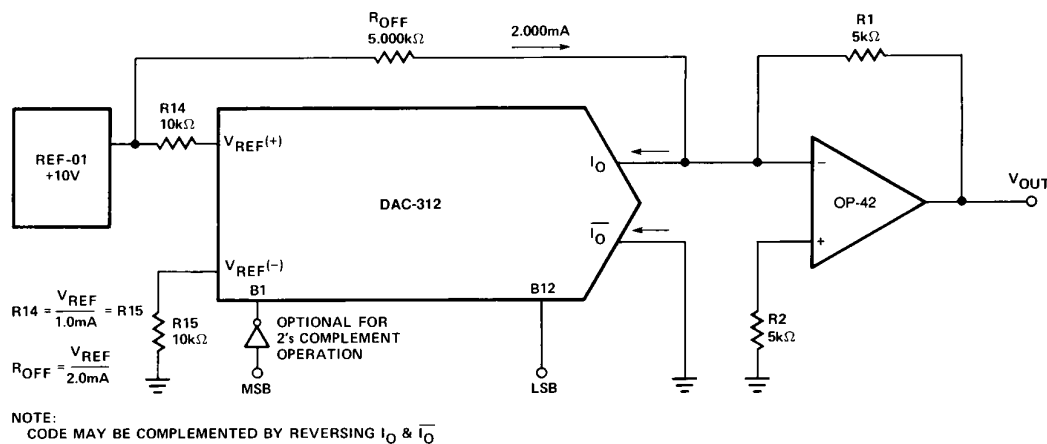 R_OFF
5.000kΩ
2.000mA
R1
5kΩ
REF-01
+10V
R14
10kΩ
V_REF(+)
DAC-312
I_O
I̅_O̅
V_REF(−)
B1
B12
−
OP-42
+
V_OUT
R14 = V_REF / 1.0mA = R15
R15
10kΩ
OPTIONAL FOR
2's COMPLEMENT
OPERATION
R2
5kΩ
R_OFF = V_REF / 2.0mA
MSB
LSB
NOTE:
CODE MAY BE COMPLEMENTED BY REVERSING I_O & I̅_O̅